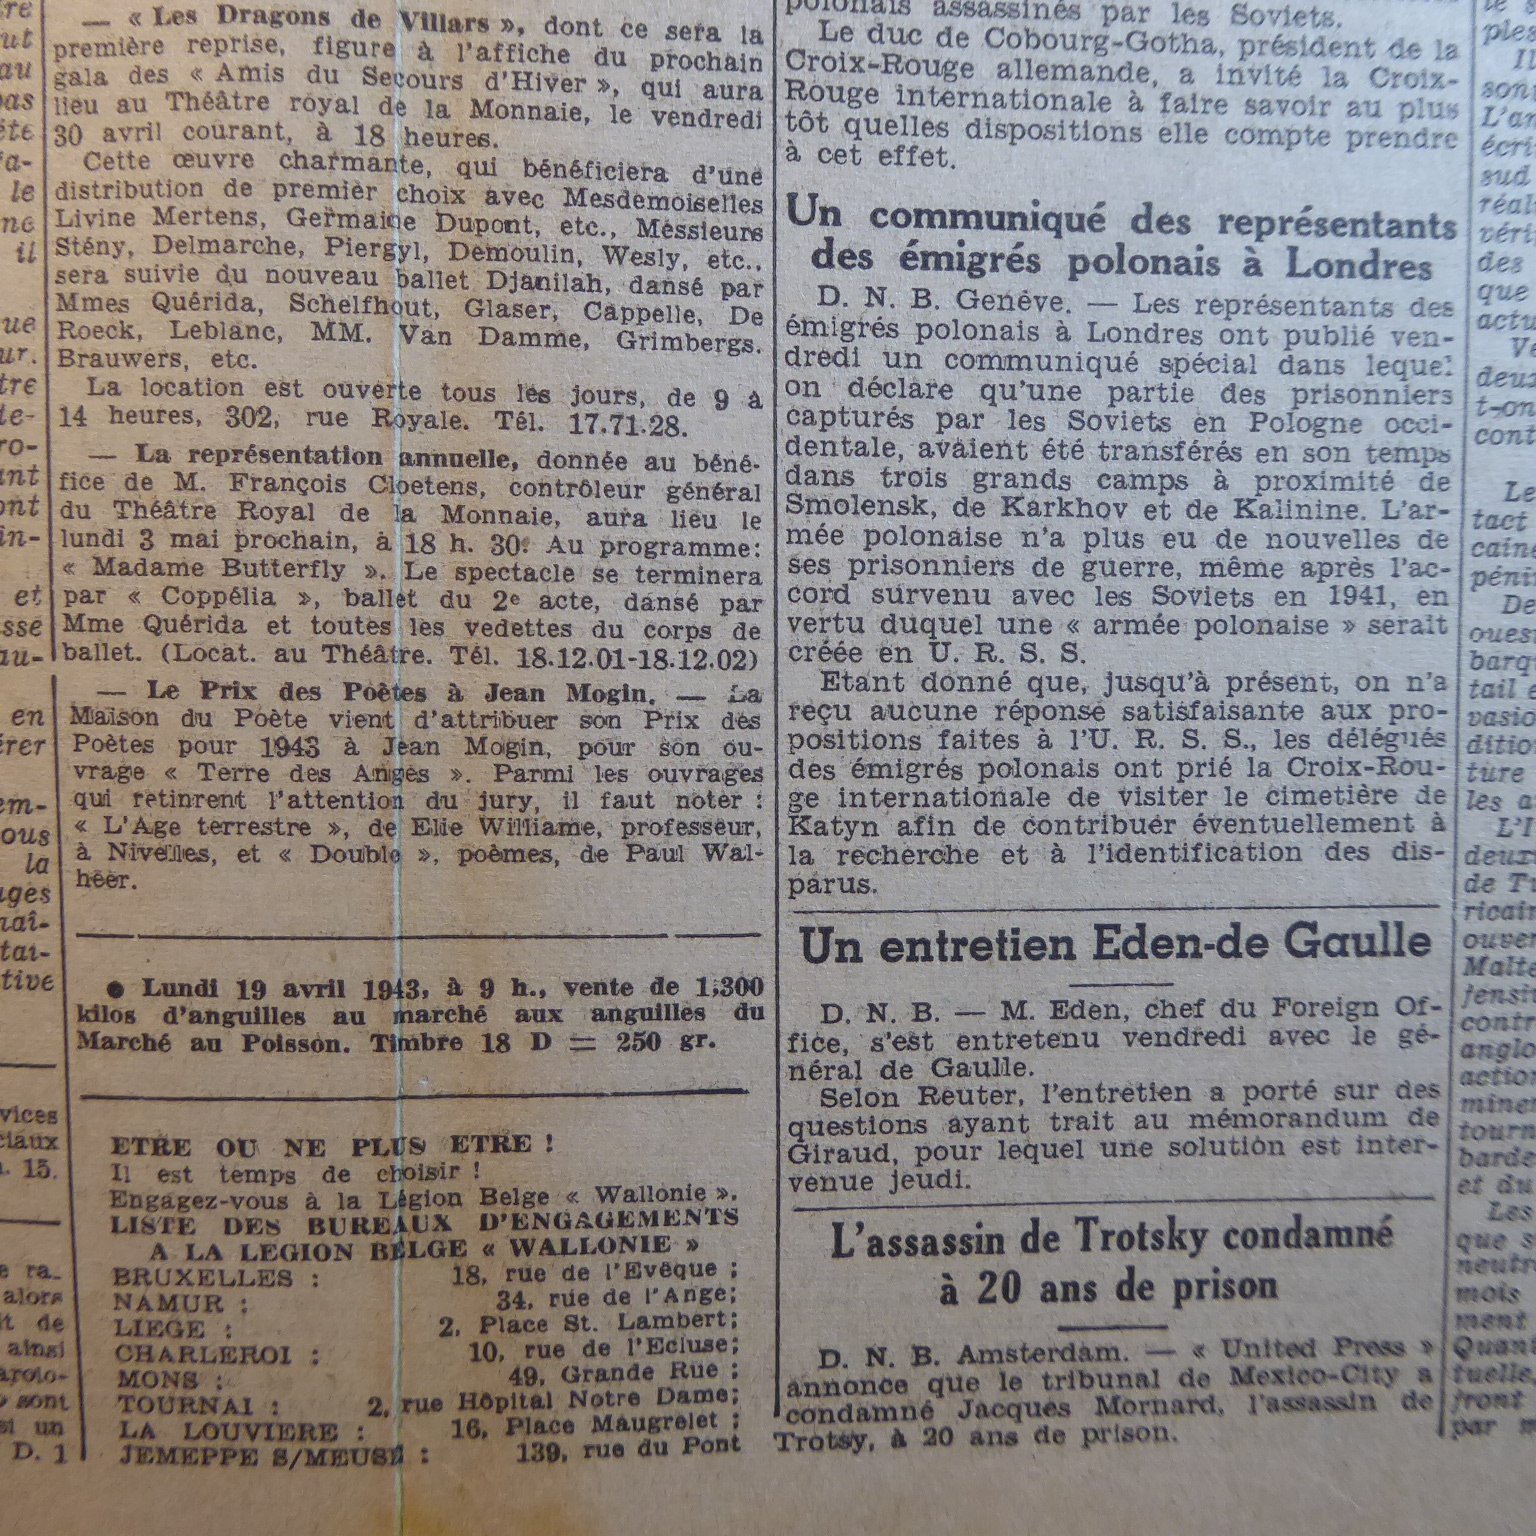 — « Les Dragons de Villars », dont ce sera la
première reprise, figure à l'affiche du prochain
gala des « Amis du Secours d'Hiver », qui aura
lieu au Théâtre royal de la Monnaie, le vendredi
30 avril courant, à 18 heures.
Cette œuvre charmante, qui bénéficiera d'une
distribution de premier choix avec Mesdemoiselles
Livine Mertens, Germaine Dupont, etc., Messieurs
Stény, Delmarche, Piergyl, Demoulin, Wesly, etc.,
sera suivie du nouveau ballet Djanilah, dansé par
Mmes Quérida, Schelfhout, Glaser, Cappelle, De
Roeck, Leblanc, MM. Van Damme, Grimbergs.
Brauwers, etc.
La location est ouverte tous les jours, de 9 à
14 heures, 302, rue Royale. Tél. 17.71.28.
— La représentation annuelle, donnée au béné-
fice de M. François Cloetens, contrôleur général
du Théâtre Royal de la Monnaie, aura lieu le
lundi 3 mai prochain, à 18 h. 30. Au programme:
« Madame Butterfly ». Le spectacle se terminera
par « Coppélia », ballet du 2e acte, dansé par
Mme Quérida et toutes les vedettes du corps de
ballet. (Locat. au Théâtre. Tél. 18.12.01-18.12.02)
— Le Prix des Poètes à Jean Mogin. — La
Maison du Poète vient d'attribuer son Prix des
Poètes pour 1943 à Jean Mogin, pour son ou-
vrage « Terre des Anges ». Parmi les ouvrages
qui retinrent l'attention du jury, il faut noter :
« L'Age terrestre », de Elie Williame, professeur,
à Nivelles, et « Double », poèmes, de Paul Wal-
heer.
● Lundi 19 avril 1943, à 9 h., vente de 1.300
kilos d'anguilles au marché aux anguilles du
Marché au Poisson. Timbre 18 D = 250 gr.
ETRE OU NE PLUS ETRE !
Il est temps de choisir !
Engagez-vous à la Légion Belge « Wallonie ».
LISTE DES BUREAUX D'ENGAGEMENTS
A LA LEGION BELGE « WALLONIE »
BRUXELLES : 18, rue de l'Evêque ;
NAMUR : 34, rue de l'Ange;
LIEGE : 2, Place St. Lambert;
CHARLEROI : 10, rue de l'Ecluse;
MONS : 49, Grande Rue ;
TOURNAI : 2, rue Hôpital Notre Dame;
LA LOUVIERE : 16, Place Maugrelet ;
JEMEPPE S/MEUSE : 139, rue du Pont
polonais assassinés par les Soviets.
Le duc de Cobourg-Gotha, président de la
Croix-Rouge allemande, a invité la Croix-
Rouge internationale à faire savoir au plus
tôt quelles dispositions elle compte prendre
à cet effet.
Un communiqué des représentants
des émigrés polonais à Londres
D. N. B. Genève. — Les représentants des
émigrés polonais à Londres ont publié ven-
dredi un communiqué spécial dans lequel
on déclare qu'une partie des prisonniers
capturés par les Soviets en Pologne occi-
dentale, avaient été transférés en son temps
dans trois grands camps à proximité de
Smolensk, de Karkhov et de Kalinine. L'ar-
mée polonaise n'a plus eu de nouvelles de
ses prisonniers de guerre, même après l'ac-
cord survenu avec les Soviets en 1941, en
vertu duquel une « armée polonaise » serait
créée en U. R. S. S.
Etant donné que, jusqu'à présent, on n'a
reçu aucune réponse satisfaisante aux pro-
positions faites à l'U. R. S. S., les délégués
des émigrés polonais ont prié la Croix-Rou-
ge internationale de visiter le cimetière de
Katyn afin de contribuer éventuellement à
la recherche et à l'identification des dis-
parus.
Un entretien Eden-de Gaulle
D. N. B. — M. Eden, chef du Foreign Of-
fice, s'est entretenu vendredi avec le gé-
néral de Gaulle.
Selon Reuter, l'entretien a porté sur des
questions ayant trait au mémorandum de
Giraud, pour lequel une solution est inter-
venue jeudi.
L'assassin de Trotsky condamné
à 20 ans de prison
D. N. B. Amsterdam. — « United Press »
annonce que le tribunal de Mexico-City a
condamné Jacques Mornard, l'assassin de
Trotsy, à 20 ans de prison.